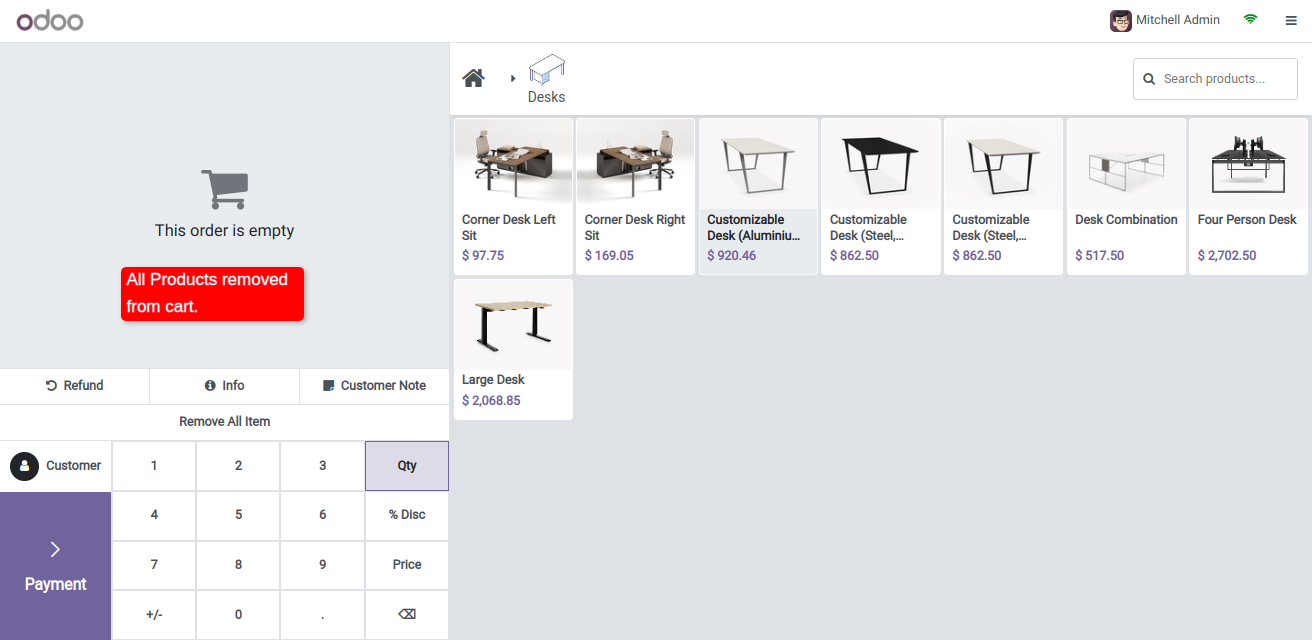 odoo
Mitchell Admin
Desks
Search products...
This order is empty
All Products removed
from cart.
Corner Desk Left
Sit
$ 97.75
Corner Desk Right
Sit
$ 169.05
Customizable
Desk (Aluminiu...
$ 920.46
Customizable
Desk (Steel,...
$ 862.50
Customizable
Desk (Steel,...
$ 862.50
Desk Combination
$ 517.50
Four Person Desk
$ 2,702.50
Large Desk
$ 2,068.85
Refund
Info
Customer Note
Remove All Item
Customer
1
2
3
Qty
4
5
6
% Disc
7
8
9
Price
Payment
+/-
0
.
⌫